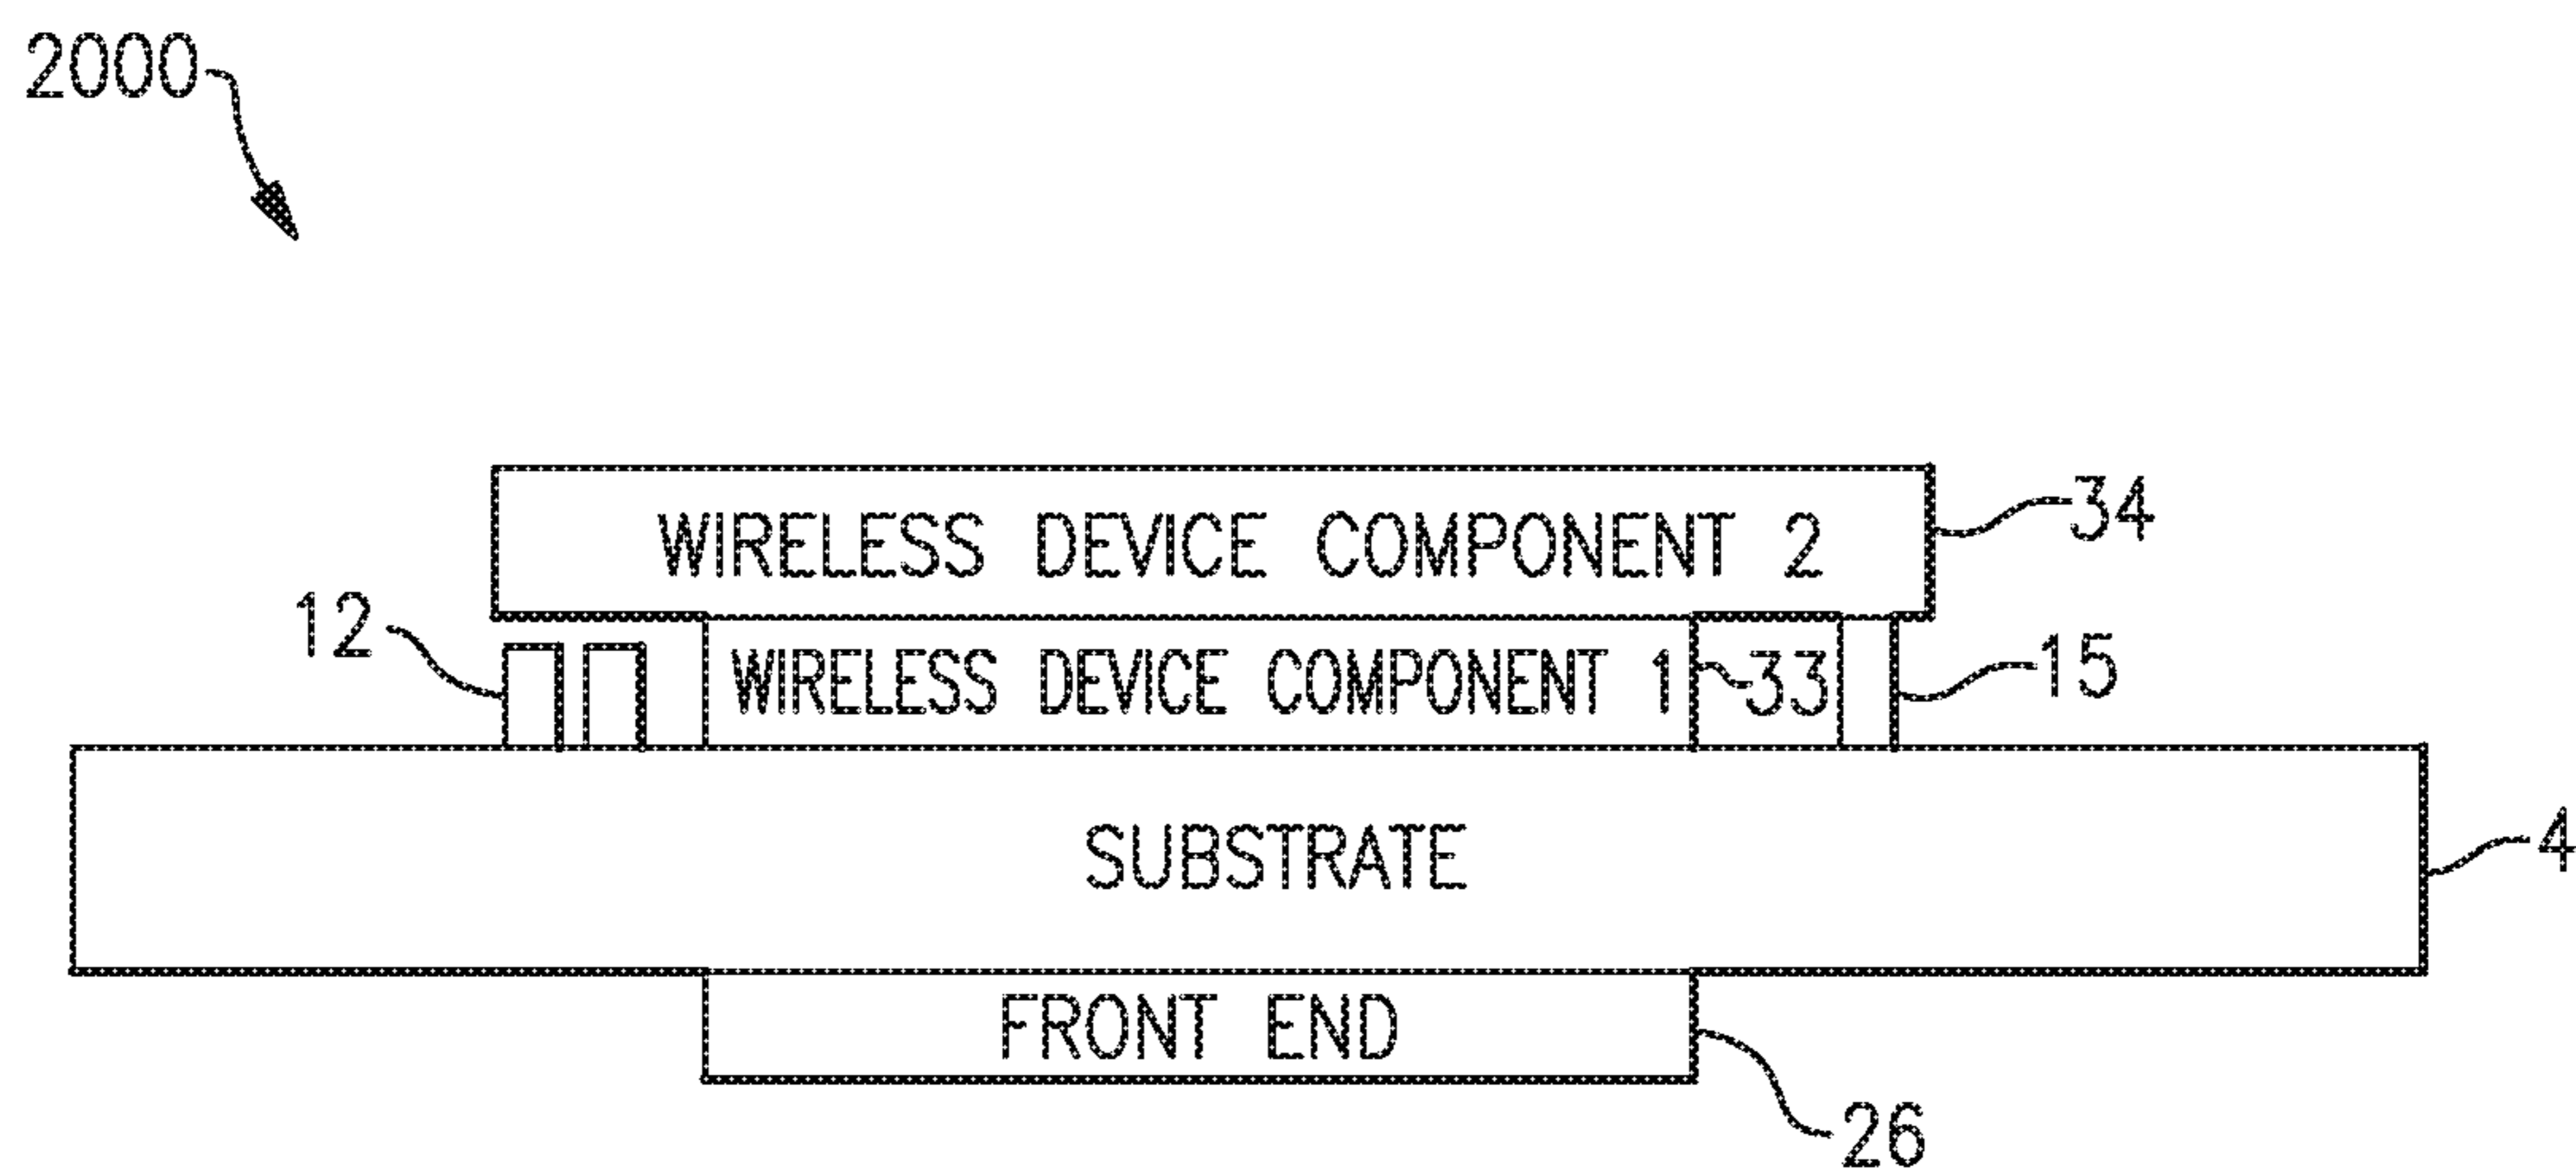 2000
WIRELESS DEVICE COMPONENT 2
34
12
WIRELESS DEVICE COMPONENT 1
33
15
SUBSTRATE
4
FRONT END
26